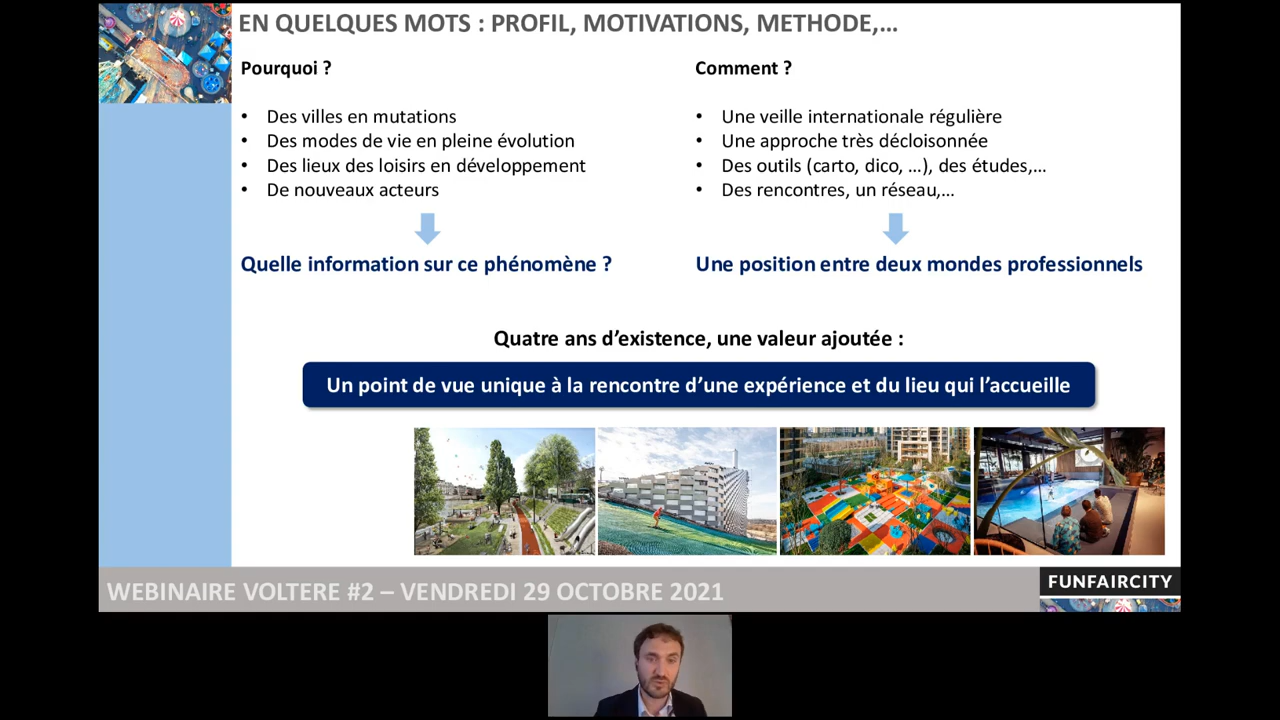 EN QUELQUES MOTS : PROFIL, MOTIVATIONS, METHODE,...
Pourquoi ?
• Des villes en mutations
• Des modes de vie en pleine évolution
• Des lieux des loisirs en développement
• De nouveaux acteurs
Quelle information sur ce phénomène ?
Comment ?
• Une veille internationale régulière
• Une approche très décloisonnée
• Des outils (carto, dico, ...), des études,...
• Des rencontres, un réseau,...
Une position entre deux mondes professionnels
Quatre ans d’existence, une valeur ajoutée :
Un point de vue unique à la rencontre d’une expérience et du lieu qui l’accueille
WEBINAIRE VOLTERE #2 – VENDREDI 29 OCTOBRE 2021
FUNFAIRCITY